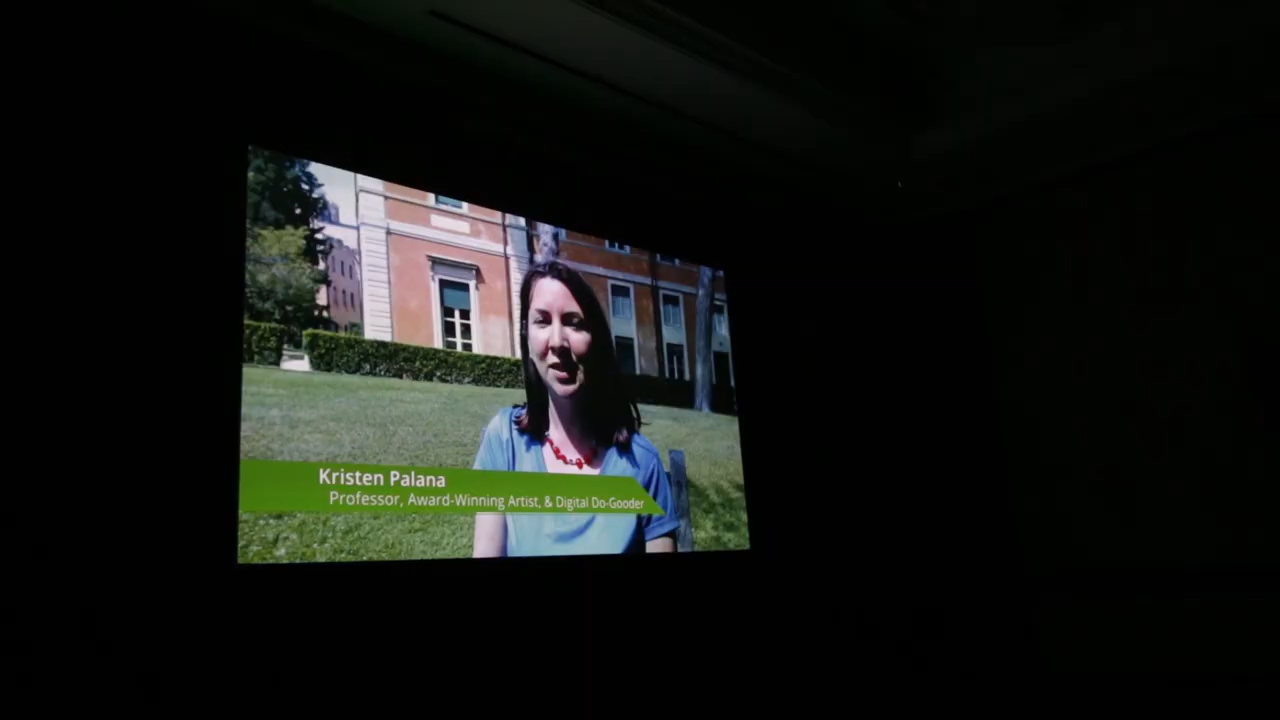 Kristen Palana
Professor, Award-Winning Artist, & Digital Do-Gooder